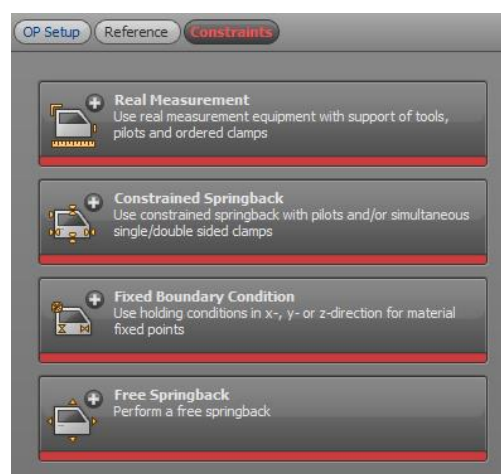 OP Setup Reference Constraints
Real Measurement
Use real measurement equipment with support of tools,
pilots and ordered clamps
Constrained Springback
Use constrained springback with pilots and/or simultaneous
single/double sided clamps
Fixed Boundary Condition
Use holding conditions in x-, y- or z-direction for material
fixed points
Free Springback
Perform a free springback